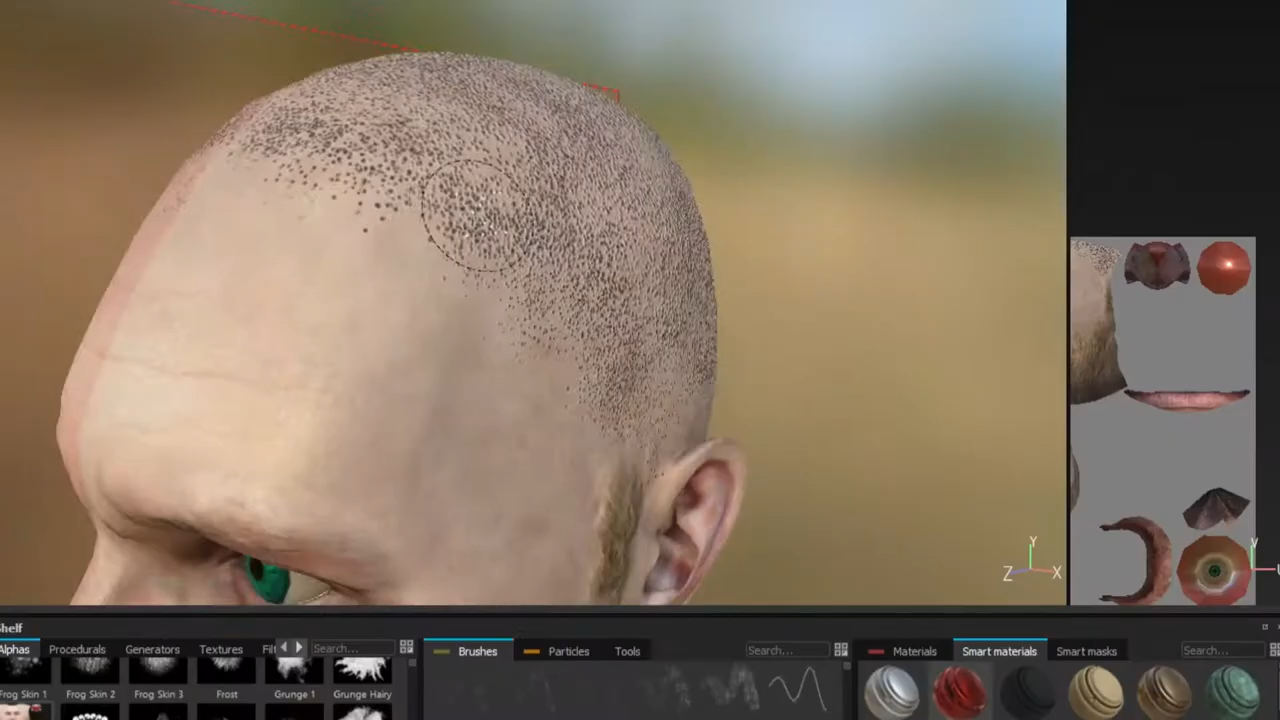 Y
Z X
V
Shelf
Alphas Procedurals Generators Textures Filt Search... Brushes Particles Tools Search... Materials Smart materials Smart masks Search...
Frog Skin 1 Frog Skin 2 Frog Skin 3 Frost Grunge 1 Grunge Hairy